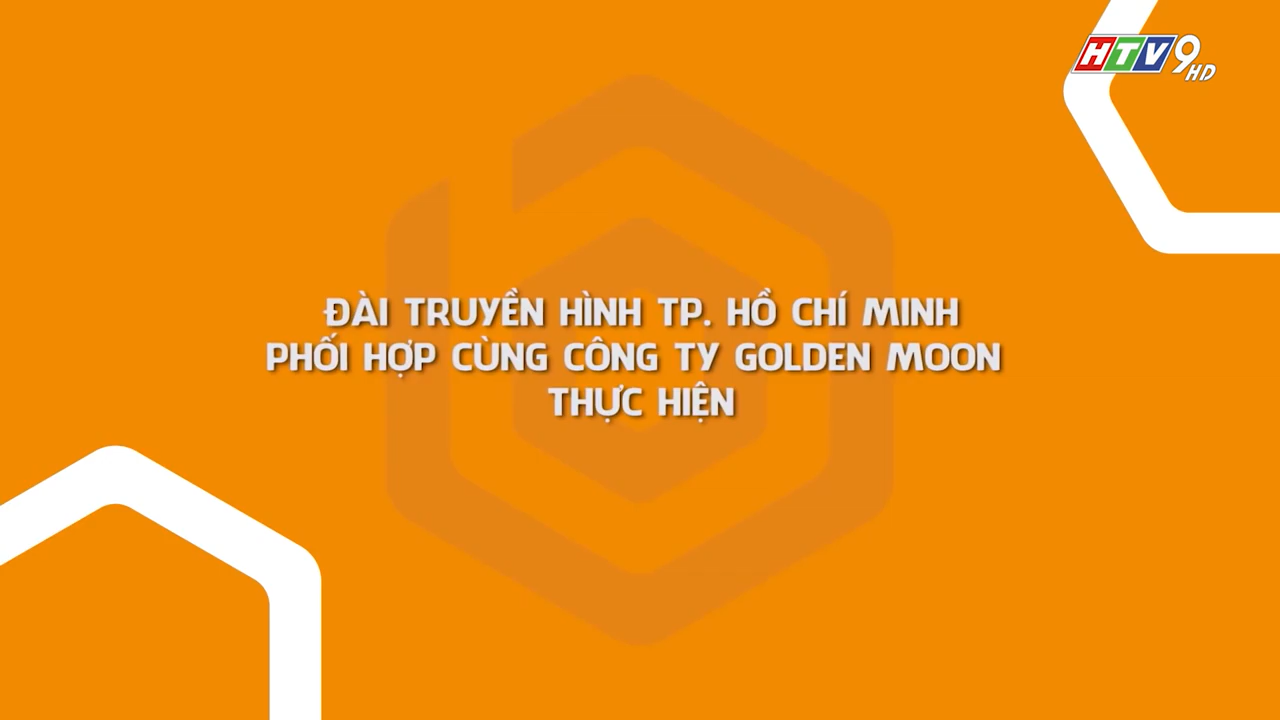 HTV9 HD
ĐÀI TRUYỀN HÌNH TP. HỒ CHÍ MINH
PHỐI HỢP CÙNG CÔNG TY GOLDEN MOON
THỰC HIỆN